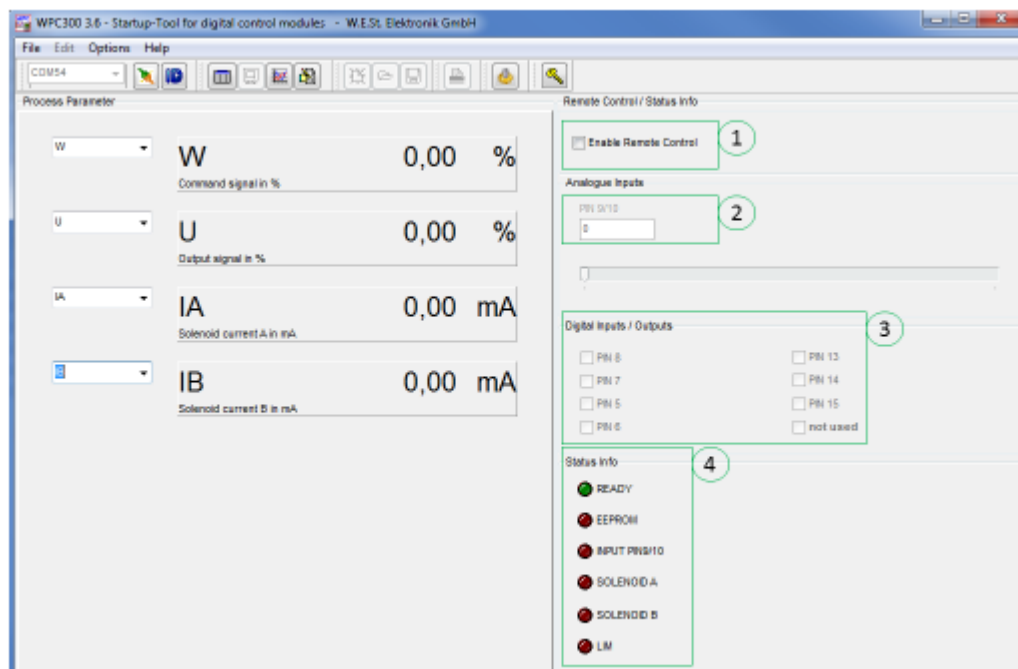 WPC300 3.6 - Startup-Tool for digital control modules - W.E.St. Elektronik GmbH
File Edit Options Help
COM54
Process Parameter
W
W 0,00 %
Command signal in %
U
U 0,00 %
Output signal in %
IA
IA 0,00 mA
Solenoid current A in mA
IB
IB 0,00 mA
Solenoid current B in mA
Remote Control / Status Info
Enable Remote Control
1
Analogue Inputs
PIN 9/10
0
2
Digital Inputs / Outputs
3
PIN 8 PIN 13
PIN 7 PIN 14
PIN 5 PIN 15
PIN 6 not used
Status Info
4
READY
EEPROM
INPUT PIN9/10
SOLENOID A
SOLENOID B
LIM